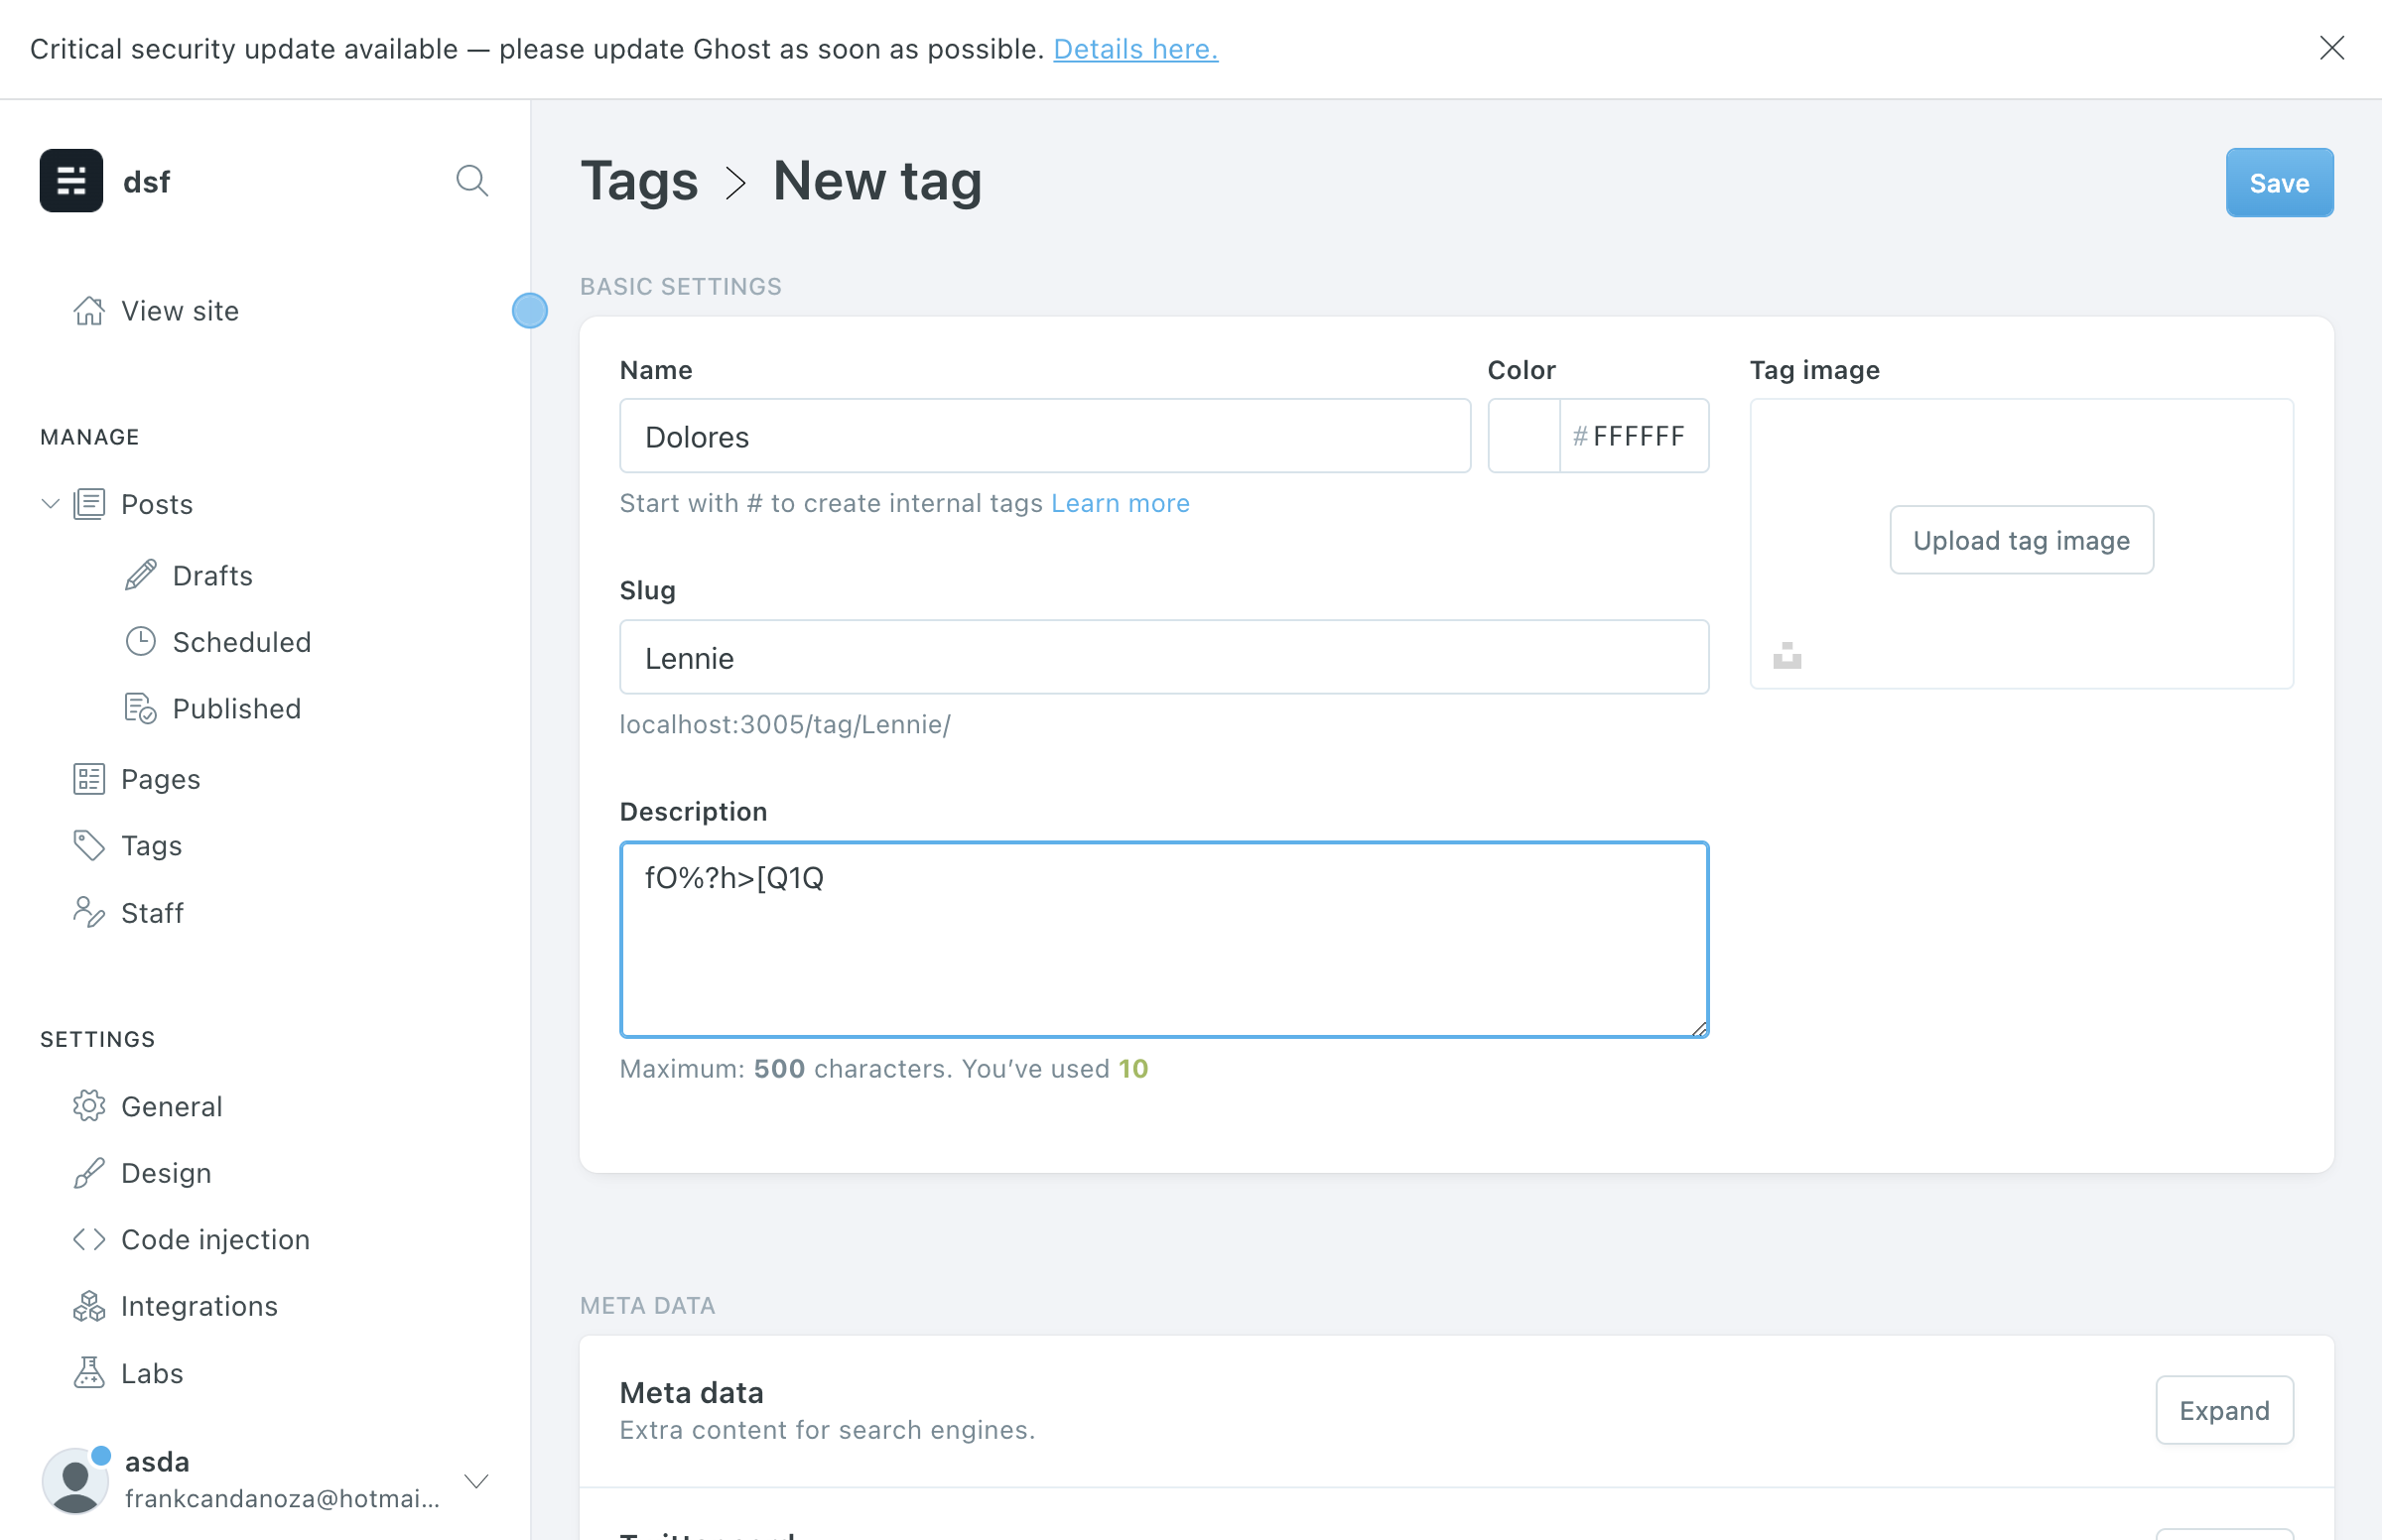 Critical security update available — please update Ghost as soon as possible. Details here.
dsf
View site
MANAGE
Posts
Drafts
Scheduled
Published
Pages
Tags
Staff
SETTINGS
General
Design
Code injection
Integrations
Labs
asda
frankcandanoza@hotmai...
Tags > New tag
Save
BASIC SETTINGS
Name
Dolores
Start with # to create internal tags Learn more
Color
#FFFFFF
Slug
Lennie
localhost:3005/tag/Lennie/
Description
fO%?h>[Q1Q
Maximum: 500 characters. You’ve used 10
Tag image
Upload tag image
META DATA
Meta data
Extra content for search engines.
Expand